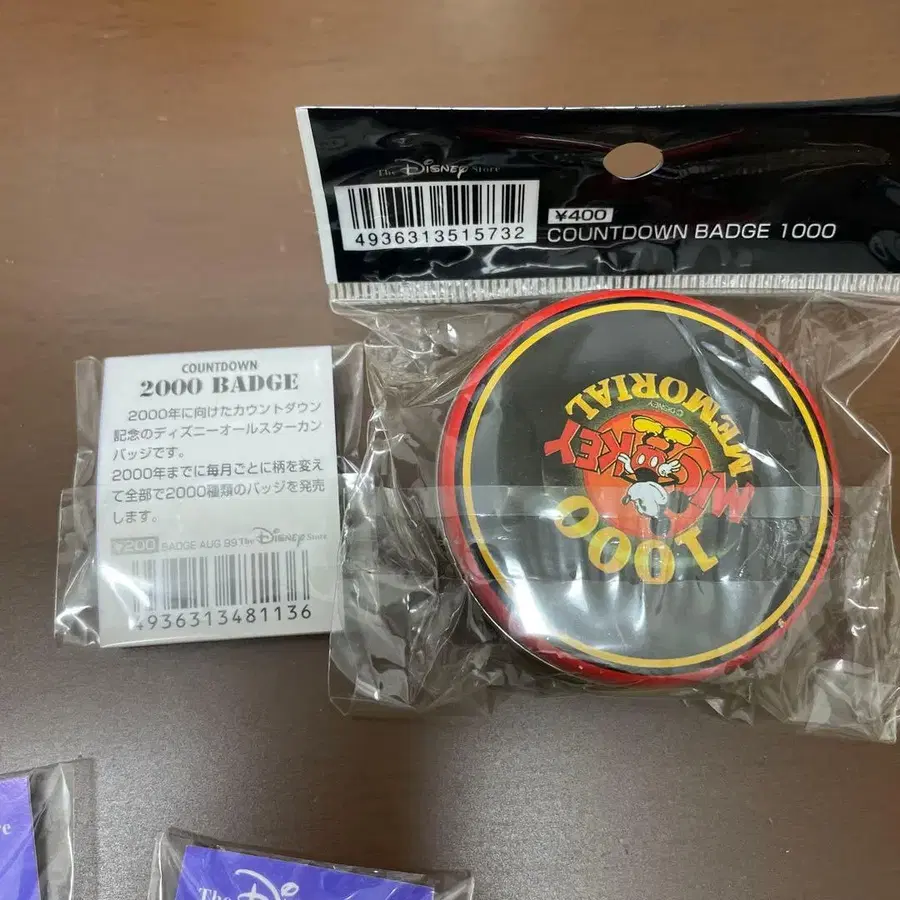 The Disney Store
4936313515732
¥400
COUNTDOWN BADGE 1000
COUNTDOWN
2000 BADGE
2000年に向けたカウントダウン
記念のディズニーオールスターカン
バッジです。
2000年までに毎月ごとに柄を変え
て全部で2000種類のバッジを発売
します。
¥200 BADGE AUG 99 The Disney Store
4936313481136
1000
MICKEY
MEMORIAL
© DISNEY
The Disney